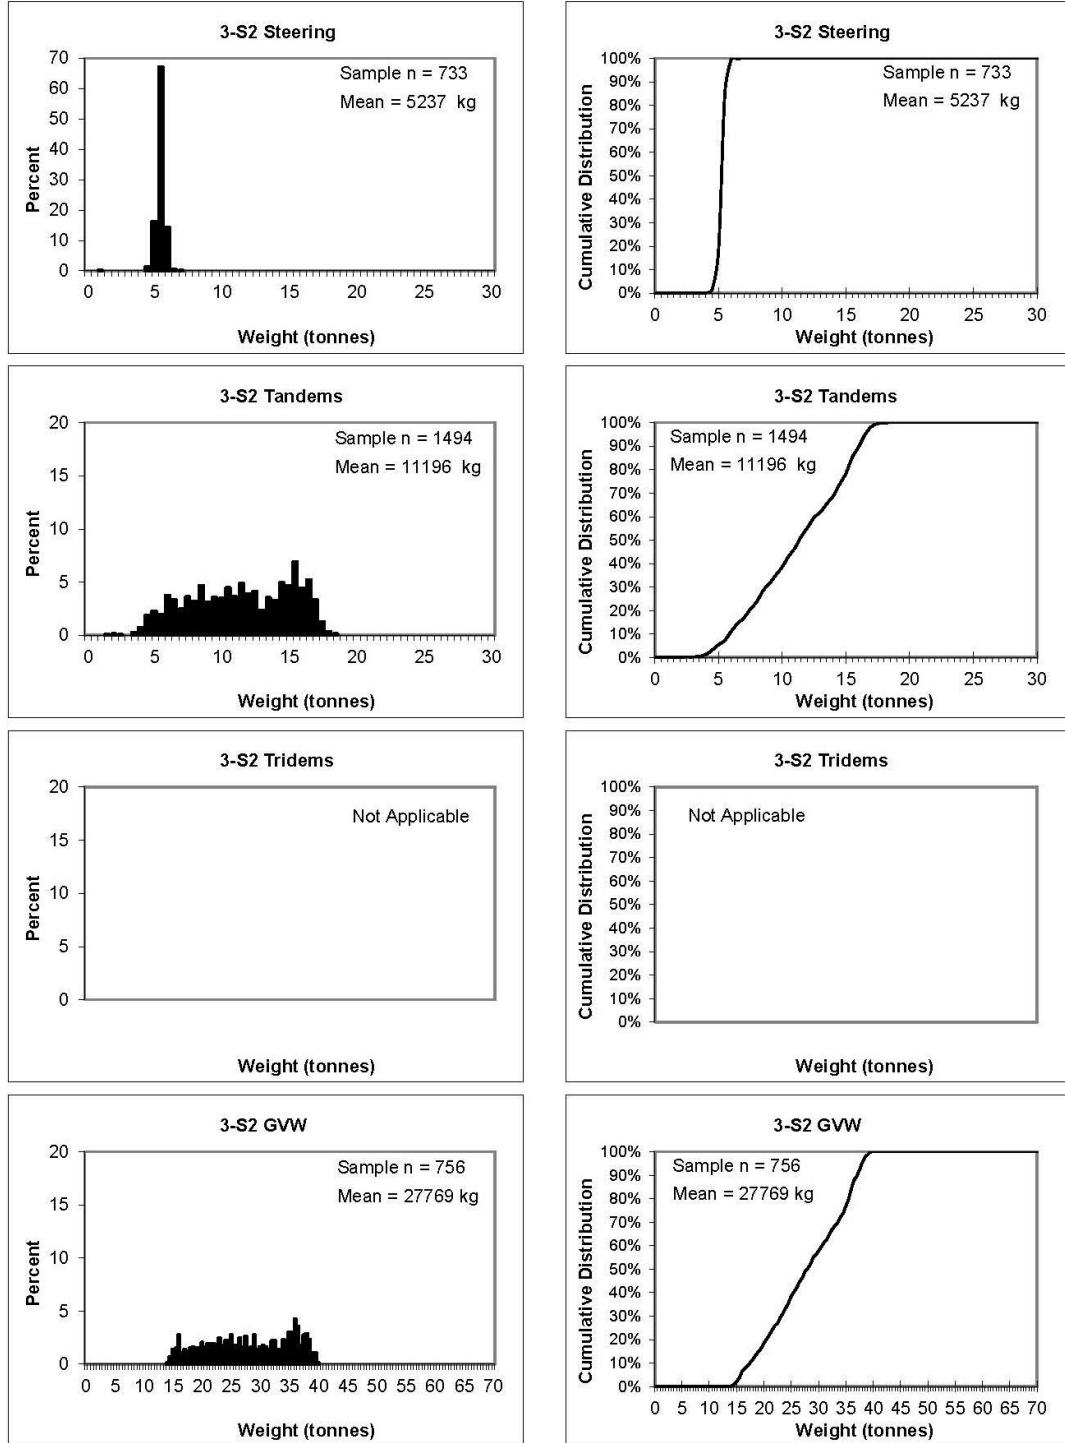 3-S2 Steering
70
60
50
40
30
20
10
0
Percent
Sample n = 733
Mean = 5237 kg
0 5 10 15 20 25 30
Weight (tonnes)
3-S2 Steering
100%
90%
80%
70%
60%
50%
40%
30%
20%
10%
0%
Cumulative Distribution
Sample n = 733
Mean = 5237 kg
0 5 10 15 20 25 30
Weight (tonnes)
3-S2 Tandems
20
15
10
5
0
Percent
Sample n = 1494
Mean = 11196 kg
0 5 10 15 20 25 30
Weight (tonnes)
3-S2 Tandems
100%
90%
80%
70%
60%
50%
40%
30%
20%
10%
0%
Cumulative Distribution
Sample n = 1494
Mean = 11196 kg
0 5 10 15 20 25 30
Weight (tonnes)
3-S2 Tridems
20
15
10
5
0
Percent
Not Applicable
Weight (tonnes)
3-S2 Tridems
100%
90%
80%
70%
60%
50%
40%
30%
20%
10%
0%
Cumulative Distribution
Not Applicable
Weight (tonnes)
3-S2 GVW
20
15
10
5
0
Percent
Sample n = 756
Mean = 27769 kg
0 5 10 15 20 25 30 35 40 45 50 55 60 65 70
Weight (tonnes)
3-S2 GVW
100%
90%
80%
70%
60%
50%
40%
30%
20%
10%
0%
Cumulative Distribution
Sample n = 756
Mean = 27769 kg
0 5 10 15 20 25 30 35 40 45 50 55 60 65 70
Weight (tonnes)